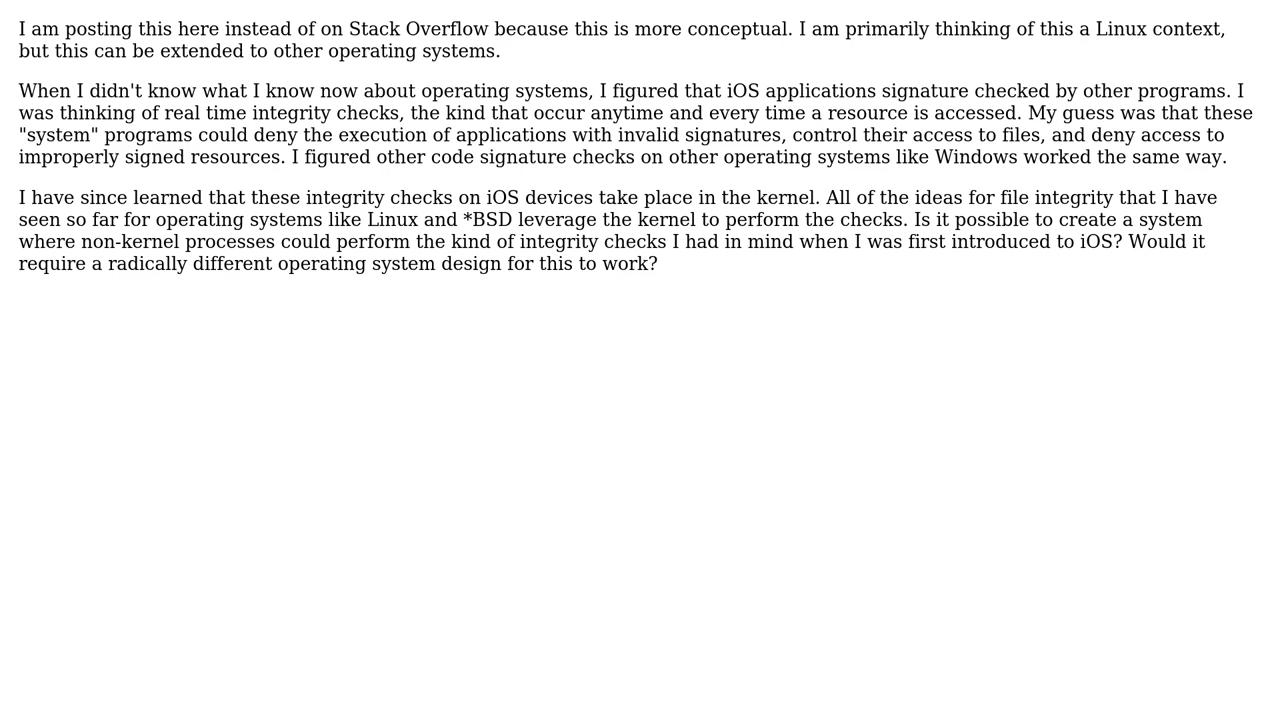 I am posting this here instead of on Stack Overflow because this is more conceptual. I am primarily thinking of this a Linux context,
but this can be extended to other operating systems.
When I didn't know what I know now about operating systems, I figured that iOS applications signature checked by other programs. I
was thinking of real time integrity checks, the kind that occur anytime and every time a resource is accessed. My guess was that these
"system" programs could deny the execution of applications with invalid signatures, control their access to files, and deny access to
improperly signed resources. I figured other code signature checks on other operating systems like Windows worked the same way.
I have since learned that these integrity checks on iOS devices take place in the kernel. All of the ideas for file integrity that I have
seen so far for operating systems like Linux and *BSD leverage the kernel to perform the checks. Is it possible to create a system
where non-kernel processes could perform the kind of integrity checks I had in mind when I was first introduced to iOS? Would it
require a radically different operating system design for this to work?